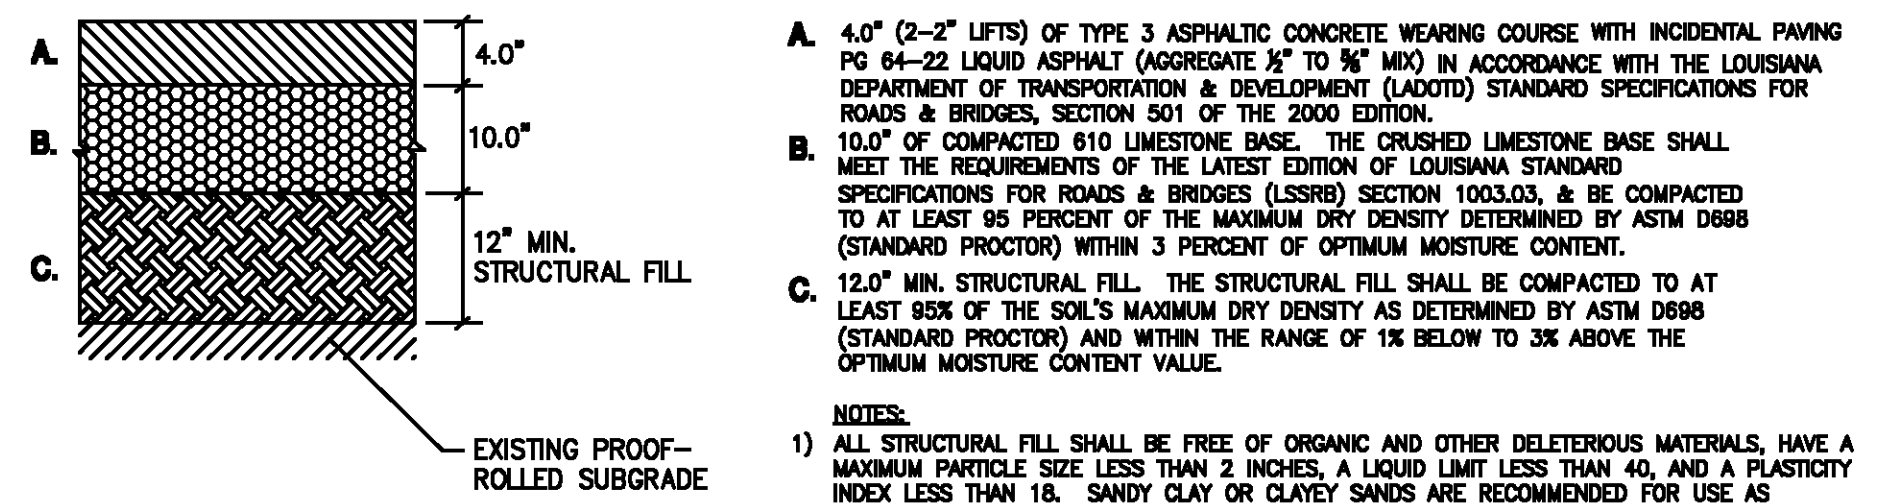 A.
4.0"
B.
10.0"
C.
12" MIN.
STRUCTURAL FILL
EXISTING PROOF-
ROLLED SUBGRADE
A. 4.0" (2-2" LIFTS) OF TYPE 3 ASPHALTIC CONCRETE WEARING COURSE WITH INCIDENTAL PAVING
PG 64-22 LIQUID ASPHALT (AGGREGATE ½" TO ⅝" MIX) IN ACCORDANCE WITH THE LOUISIANA
DEPARTMENT OF TRANSPORTATION & DEVELOPMENT (LADOTD) STANDARD SPECIFICATIONS FOR
ROADS & BRIDGES, SECTION 501 OF THE 2000 EDITION.
B. 10.0" OF COMPACTED 610 LIMESTONE BASE. THE CRUSHED LIMESTONE BASE SHALL
MEET THE REQUIREMENTS OF THE LATEST EDITION OF LOUISIANA STANDARD
SPECIFICATIONS FOR ROADS & BRIDGES (LSSRB) SECTION 1003.03, & BE COMPACTED
TO AT LEAST 95 PERCENT OF THE MAXIMUM DRY DENSITY DETERMINED BY ASTM D698
(STANDARD PROCTOR) WITHIN 3 PERCENT OF OPTIMUM MOISTURE CONTENT.
C. 12.0" MIN. STRUCTURAL FILL. THE STRUCTURAL FILL SHALL BE COMPACTED TO AT
LEAST 95% OF THE SOIL'S MAXIMUM DRY DENSITY AS DETERMINED BY ASTM D698
(STANDARD PROCTOR) AND WITHIN THE RANGE OF 1% BELOW TO 3% ABOVE THE
OPTIMUM MOISTURE CONTENT VALUE.
NOTES:
1) ALL STRUCTURAL FILL SHALL BE FREE OF ORGANIC AND OTHER DELETERIOUS MATERIALS, HAVE A
MAXIMUM PARTICLE SIZE LESS THAN 2 INCHES, A LIQUID LIMIT LESS THAN 40, AND A PLASTICITY
INDEX LESS THAN 18. SANDY CLAY OR CLAYEY SANDS ARE RECOMMENDED FOR USE AS